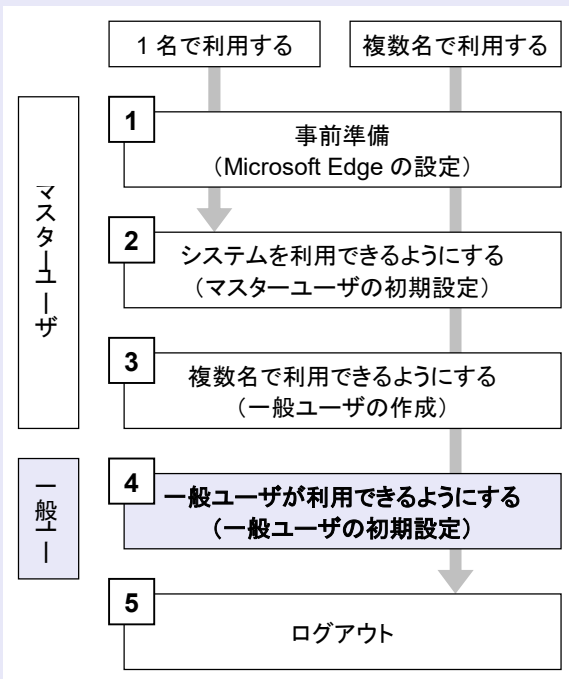 1 名で利用する
複数名で利用する
マスターユーザ
1
事前準備
（Microsoft Edge の設定）
2
システムを利用できるようにする
（マスターユーザの初期設定）
3
複数名で利用できるようにする
（一般ユーザの作成）
一般ユー
4
一般ユーザが利用できるようにする
（一般ユーザの初期設定）
5
ログアウト